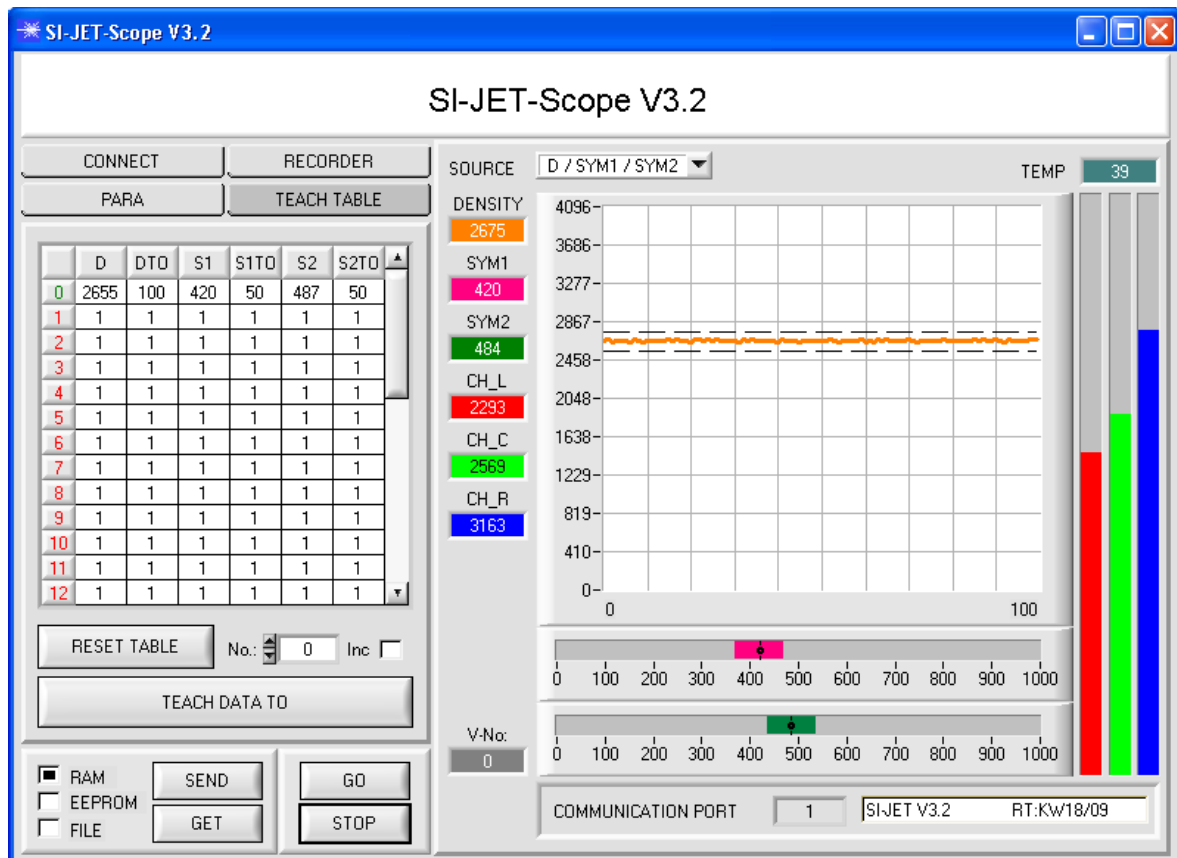 SI-JET-Scope V3.2
SI-JET-Scope V3.2
CONNECT RECORDER
PARA TEACH TABLE
D DTO S1 S1TO S2 S2TO
0 2655 100 420 50 487 50
1 1 1 1 1 1 1
2 1 1 1 1 1 1
3 1 1 1 1 1 1
4 1 1 1 1 1 1
5 1 1 1 1 1 1
6 1 1 1 1 1 1
7 1 1 1 1 1 1
8 1 1 1 1 1 1
9 1 1 1 1 1 1
10 1 1 1 1 1 1
11 1 1 1 1 1 1
12 1 1 1 1 1 1
RESET TABLE No.: 0 Inc
TEACH DATA TO
RAM
EEPROM
FILE
SEND
GET
GO
STOP
SOURCE D / SYM1 / SYM2
TEMP 39
DENSITY
2675
SYM1
420
SYM2
484
CH_L
2293
CH_C
2569
CH_R
3163
V-No:
0
4096
3686
3277
2867
2458
2048
1638
1229
819
410
0
0 100
0 100 200 300 400 500 600 700 800 900 1000
0 100 200 300 400 500 600 700 800 900 1000
COMMUNICATION PORT 1 SI-JET V3.2 RT:KW18/09